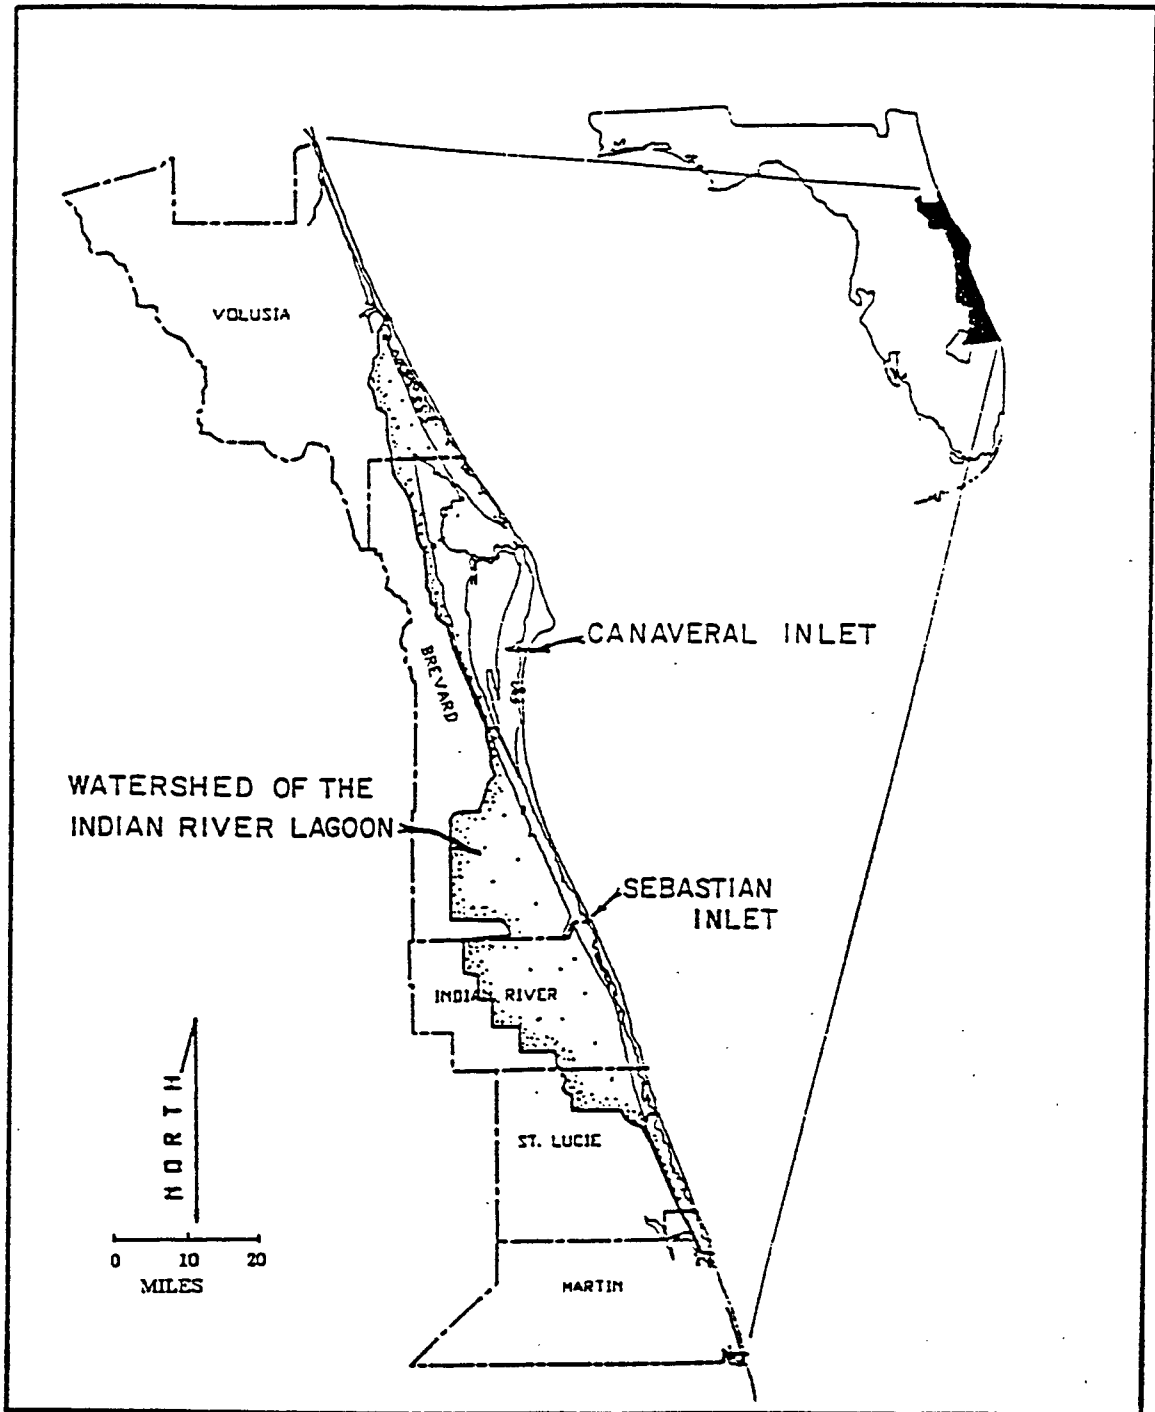 VOLUSIA
CANAVERAL INLET
BREVARD
WATERSHED OF THE
INDIAN RIVER LAGOON
SEBASTIAN
INLET
INDIAN RIVER
NORTH
ST. LUCIE
0 10 20
MILES
MARTIN